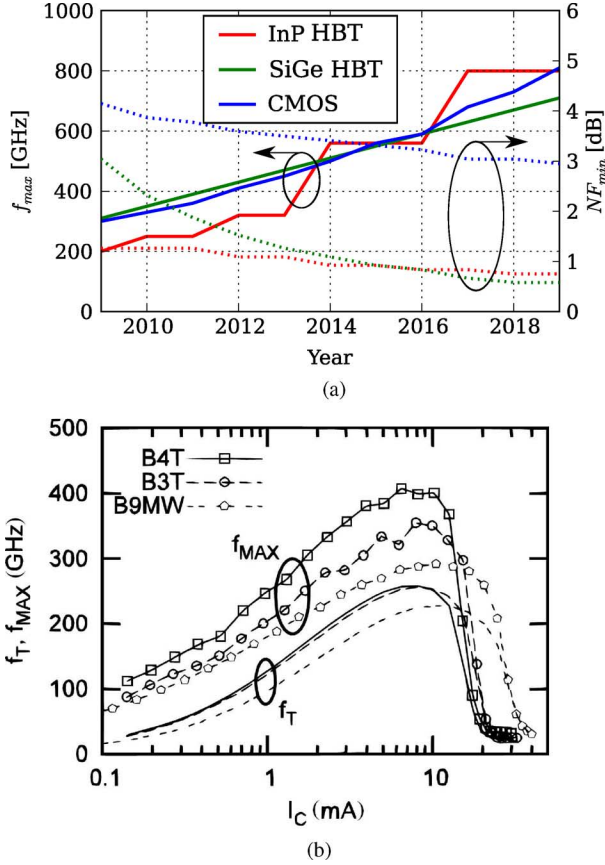 1000
800
600
400
200
0
f_max [GHz]
InP HBT
SiGe HBT
CMOS
6
5
4
3
2
1
0
NF_min [dB]
2010 2012 2014 2016 2018
Year
(a)
500
400
300
200
100
0
f_T, f_MAX (GHz)
B4T
B3T
B9MW
f_MAX
f_T
0.1 1 10
I_C (mA)
(b)